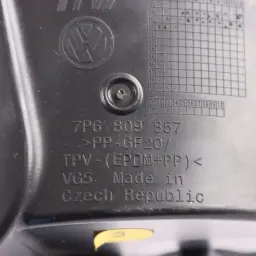 7P6 809 857
>PP-GF20/
TPV-(EPDM+PP)<
VG5 Made in
Czech Republic